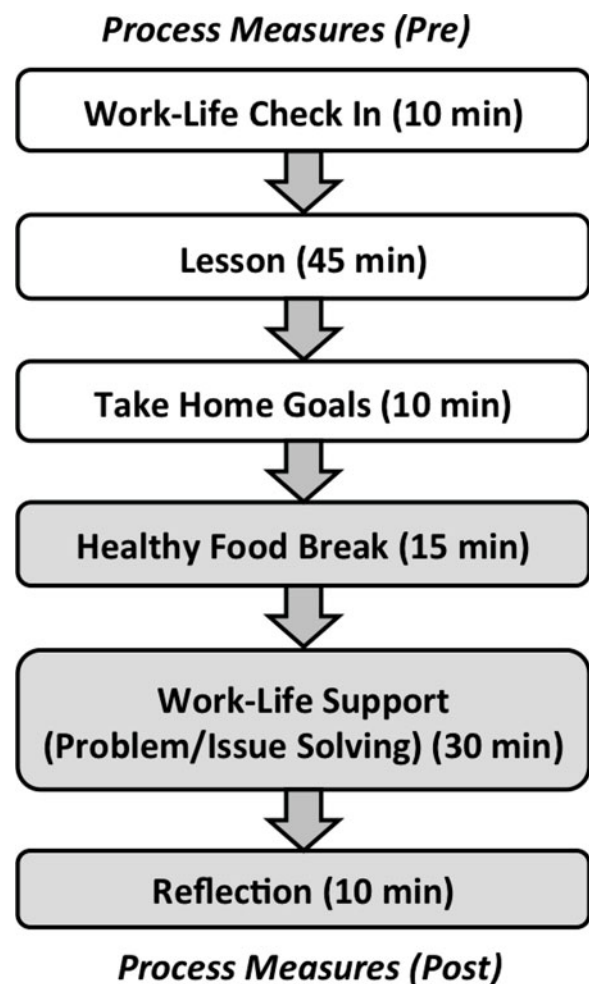 Process Measures (Pre)
Work-Life Check In (10 min)
Lesson (45 min)
Take Home Goals (10 min)
Healthy Food Break (15 min)
Work-Life Support
(Problem/Issue Solving) (30 min)
Reflection (10 min)
Process Measures (Post)